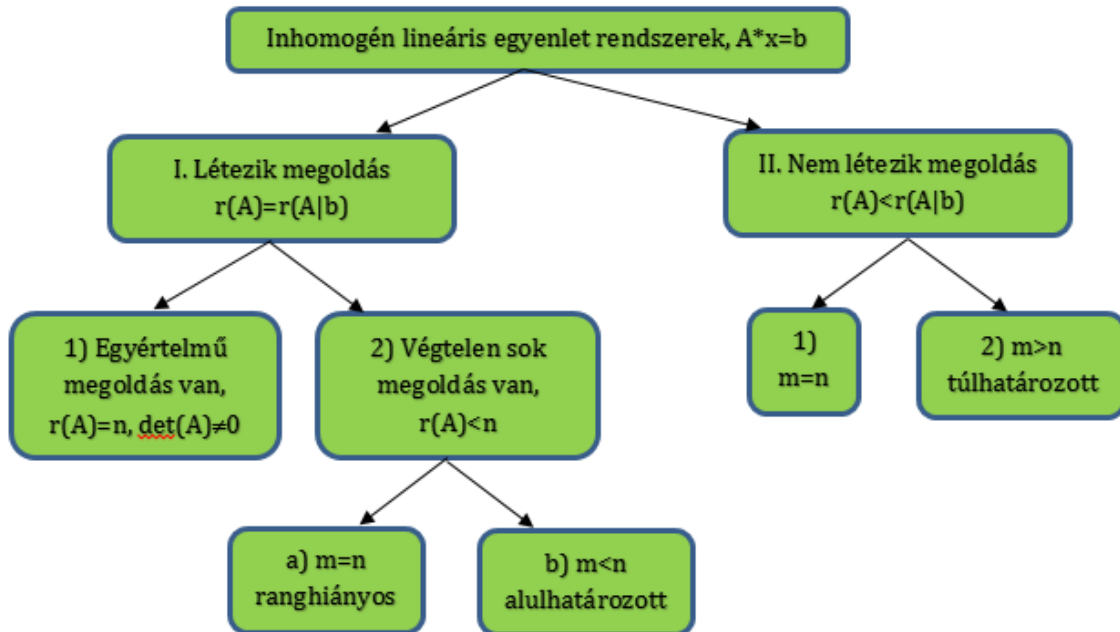 Inhomogén lineáris egyenlet rendszerek, A*x=b
I. Létezik megoldás
r(A)=r(A|b)
II. Nem létezik megoldás
r(A)<r(A|b)
1) Egyértelmű
megoldás van,
r(A)=n, det(A)≠0
2) Végtelen sok
megoldás van,
r(A)<n
1)
m=n
2) m>n
túlhatározott
a) m=n
ranghiányos
b) m<n
alulhatározott